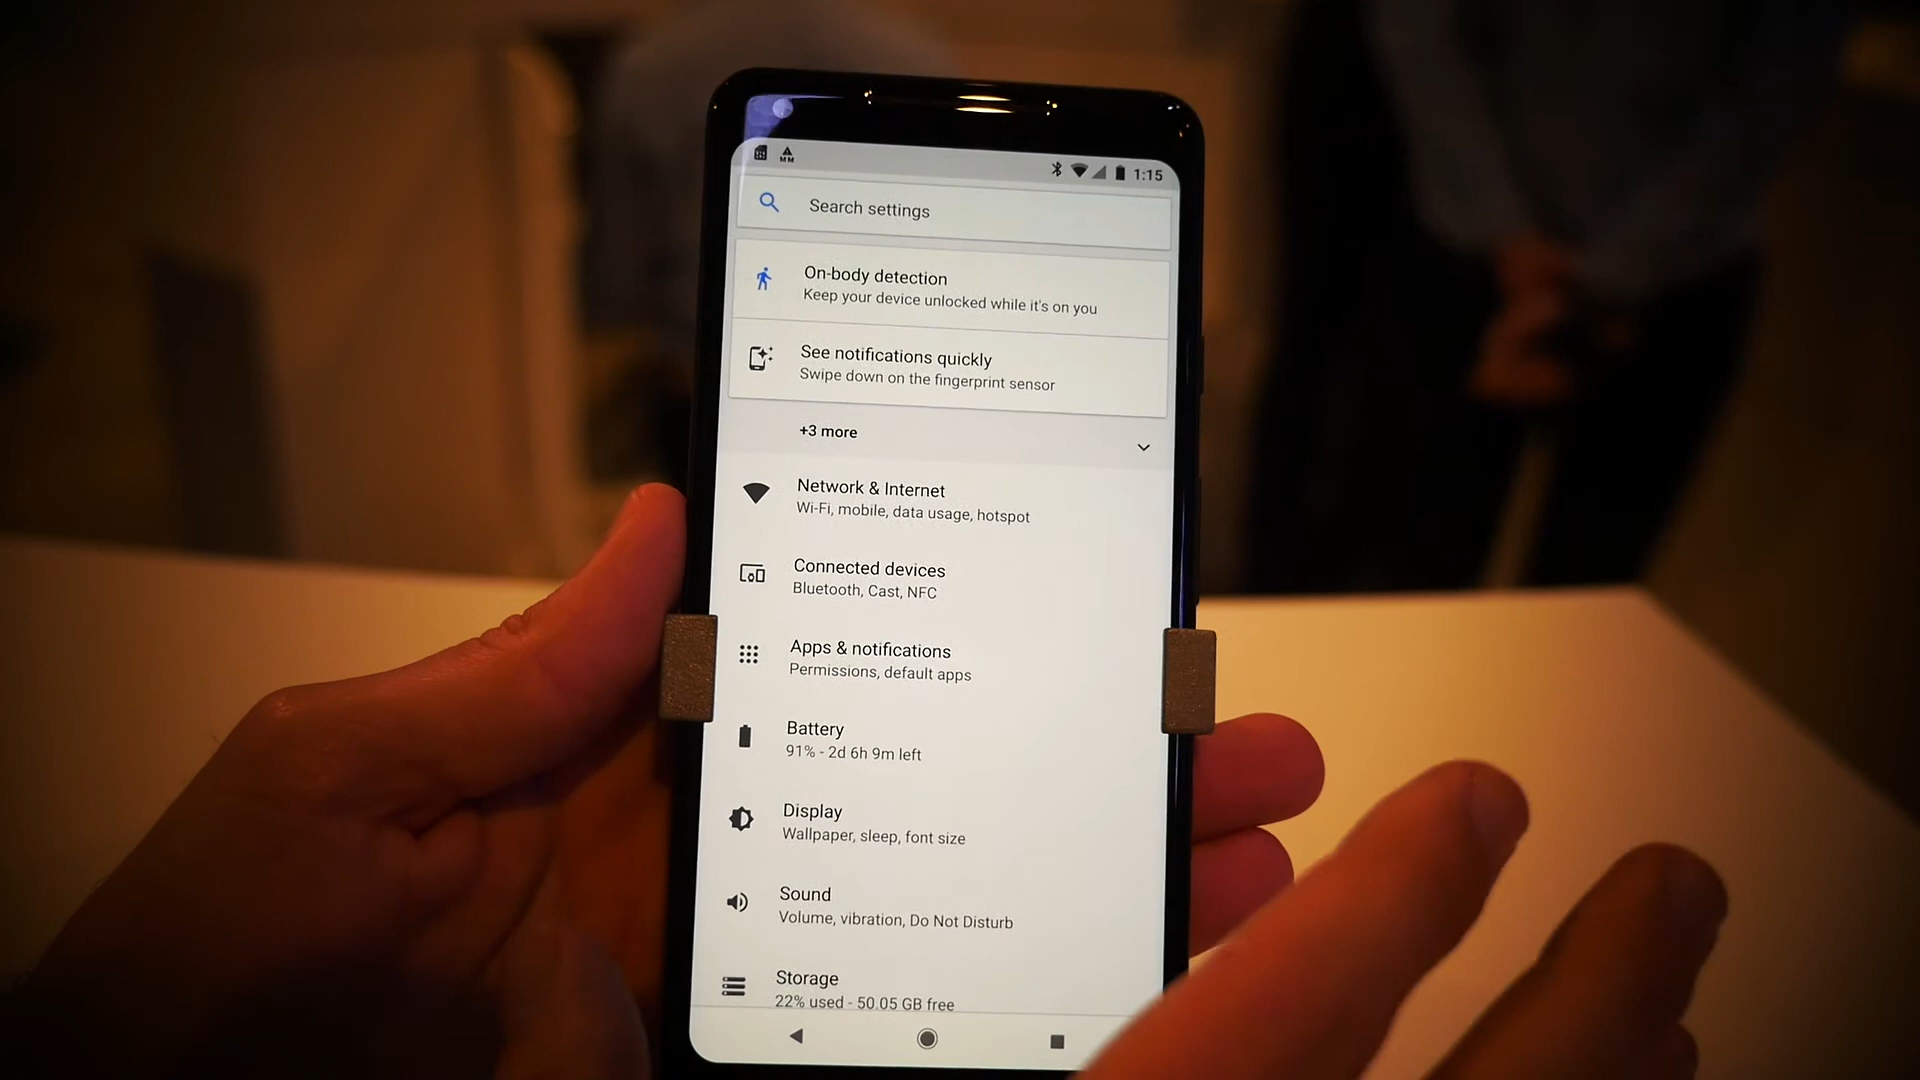 MM
1:15
Search settings
On-body detection
Keep your device unlocked while it's on you
See notifications quickly
Swipe down on the fingerprint sensor
+3 more
Network & Internet
Wi-Fi, mobile, data usage, hotspot
Connected devices
Bluetooth, Cast, NFC
Apps & notifications
Permissions, default apps
Battery
91% - 2d 6h 9m left
Display
Wallpaper, sleep, font size
Sound
Volume, vibration, Do Not Disturb
Storage
22% used - 50.05 GB free